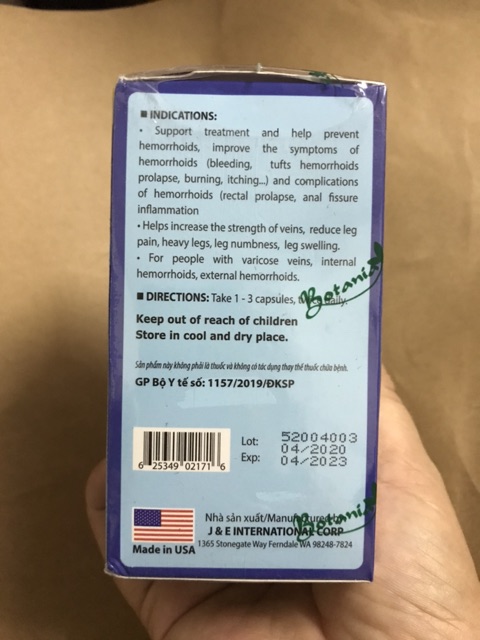 ■ INDICATIONS:
• Support treatment and help prevent
hemorrhoids, improve the symptoms of
hemorrhoids (bleeding, tufts hemorrhoids
prolapse, burning, itching...) and complications
of hemorrhoids (rectal prolapse, anal fissure
inflammation
• Helps increase the strength of veins, reduce leg
pain, heavy legs, leg numbness, leg swelling.
• For people with varicose veins, internal
hemorrhoids, external hemorrhoids.
■ DIRECTIONS: Take 1 - 3 capsules, daily.
Botanix
Keep out of reach of children
Store in cool and dry place.
Sản phẩm này không phải là thuốc và không có tác dụng thay thế thuốc chữa bệnh.
GP Bộ Y tế số: 1157/2019/ĐKSP
Lot: 52004003
04/2020
Exp: 04/2023
6 25349 02171 6
Nhà sản xuất/Manufactures by
J & E INTERNATIONAL CORP
1365 Stonegate Way Ferndale WA 98248-7824
Made in USA